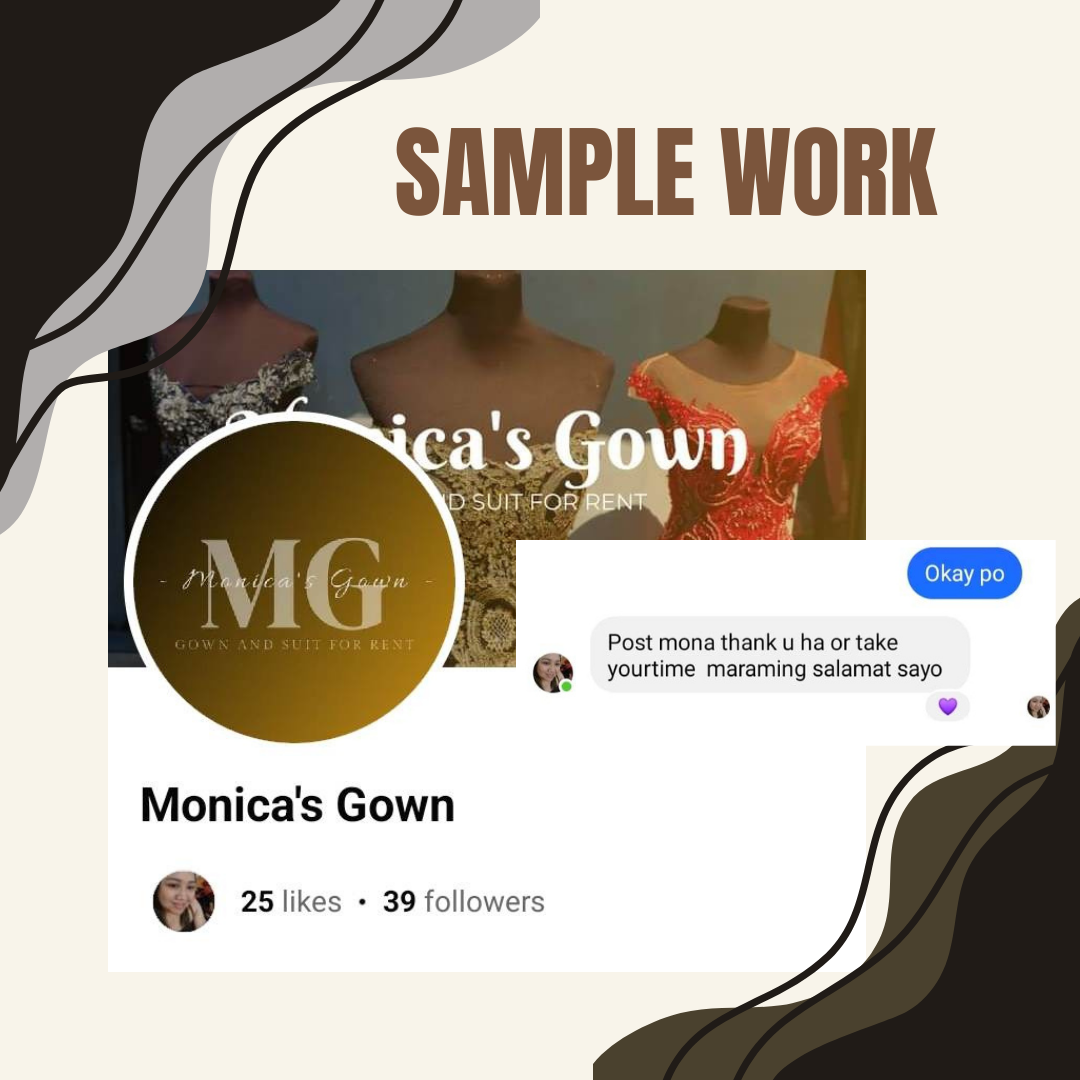 SAMPLE WORK
ica's Gown
ND SUIT FOR RENT
MG
- Monica's Gown -
GOWN AND SUIT FOR RENT
Okay po
Post mona thank u ha or take
yourtime maraming salamat sayo
Monica's Gown
25 likes • 39 followers